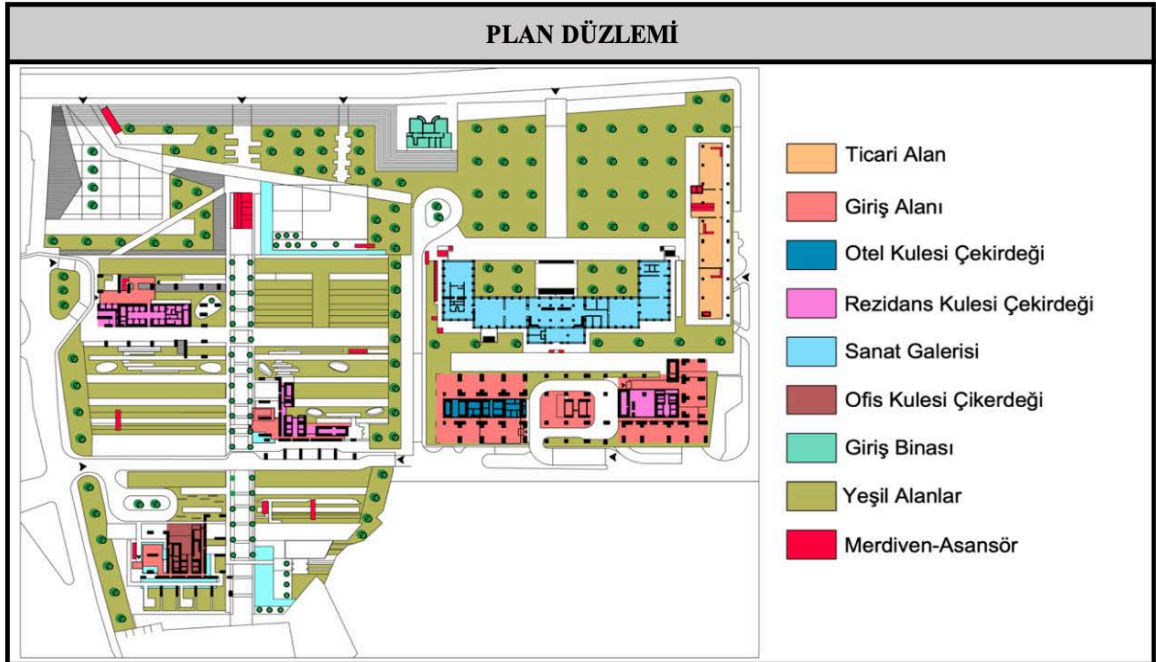 PLAN DÜZLEMİ
Ticari Alan
Giriş Alanı
Otel Kulesi Çekirdeği
Rezidans Kulesi Çekirdeği
Sanat Galerisi
Ofis Kulesi Çikerdeği
Giriş Binası
Yeşil Alanlar
Merdiven-Asansör